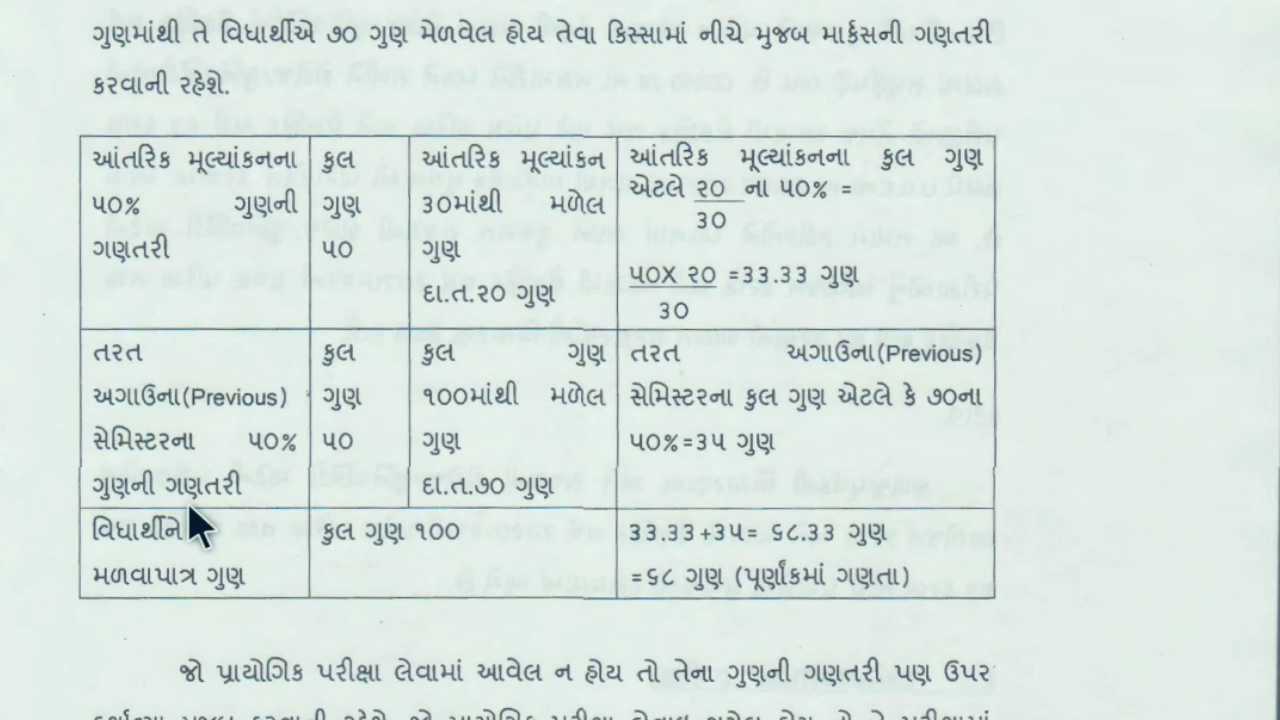 ગુણમાંથી તે વિધાર્થીએ ૭૦ ગુણ મેળવેલ હોય તેવા કિસ્સામાં નીચે મુજબ માર્કસની ગણતરી
કરવાની રહેશે.
આંતરિક મૂલ્યાંકનના
૫૦% ગુણની
ગણતરી
કુલ
ગુણ
૫૦
આંતરિક મૂલ્યાંકન
૩૦માંથી મળેલ
ગુણ
દા.ત.૨૦ ગુણ
આંતરિક મૂલ્યાંકનના કુલ ગુણ
એટલે ૨૦ ના ૫૦% =
૩૦
૫૦X ૨૦ =૩૩.૩૩ ગુણ
૩૦
તરત
અગાઉના(Previous)
સેમિસ્ટરના ૫૦%
ગુણની ગણતરી
કુલ
ગુણ
૫૦
કુલ ગુણ
૧૦૦માંથી મળેલ
ગુણ
દા.ત.૭૦ ગુણ
તરત અગાઉના(Previous)
સેમિસ્ટરના કુલ ગુણ એટલે કે ૭૦ના
૫૦%=૩૫ ગુણ
વિધાર્થીને
મળવાપાત્ર ગુણ
કુલ ગુણ ૧૦૦
૩૩.૩૩+૩૫= ૬૮.૩૩ ગુણ
=૬૮ ગુણ (પૂર્ણાંકમાં ગણતા)
જો પ્રાયોગિક પરીક્ષા લેવામાં આવેલ ન હોય તો તેના ગુણની ગણતરી પણ ઉપર